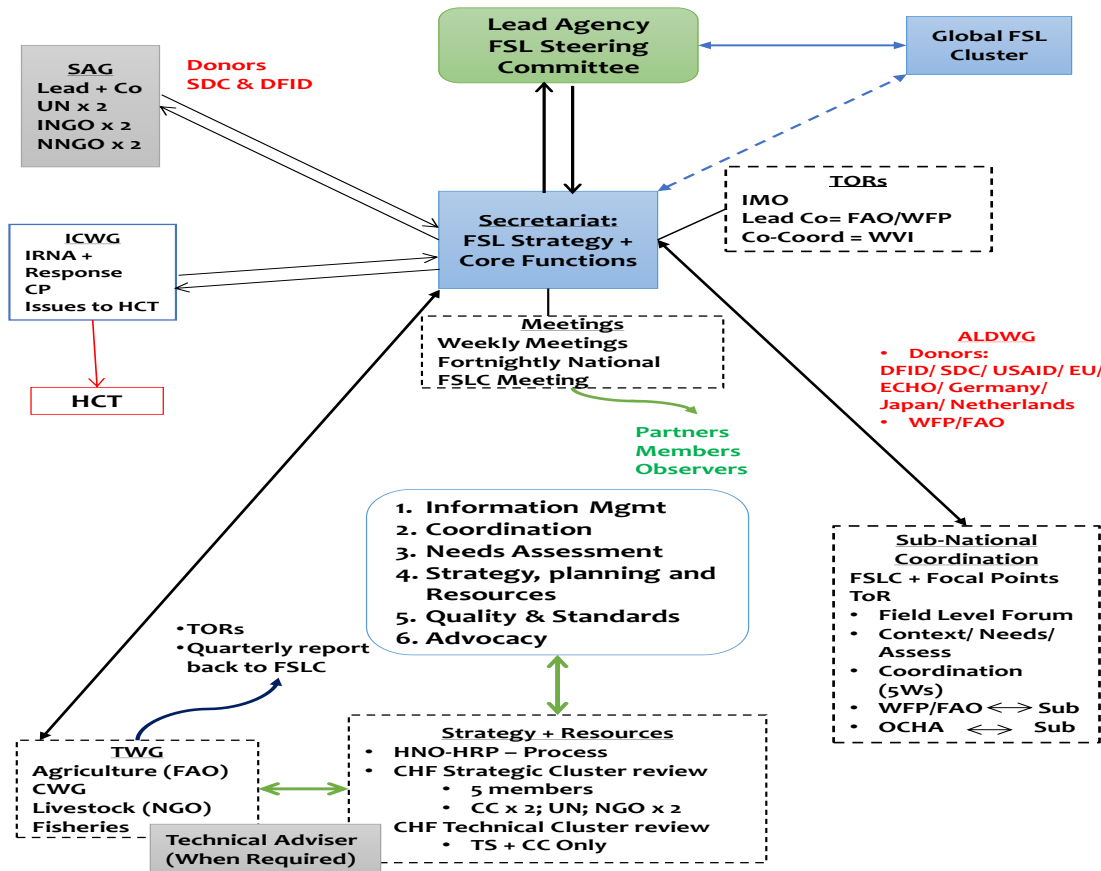 Lead Agency
FSL Steering
Committee
Global FSL
Cluster
SAG
Lead + Co
UN x 2
INGO x 2
NNGO x 2
Donors
SDC & DFID
TORs
IMO
Lead Co= FAO/WFP
Co-Coord = WVI
Secretariat:
FSL Strategy +
Core Functions
ICWG
IRNA +
Response
CP
Issues to HCT
HCT
Meetings
Weekly Meetings
Fortnightly National
FSLC Meeting
Partners
Members
Observers
ALDWG
• Donors:
DFID/ SDC/ USAID/ EU/
ECHO/ Germany/
Japan/ Netherlands
• WFP/FAO
1. Information Mgmt
2. Coordination
3. Needs Assessment
4. Strategy, planning and
Resources
5. Quality & Standards
6. Advocacy
Sub-National
Coordination
FSLC + Focal Points
ToR
• Field Level Forum
• Context/ Needs/
Assess
• Coordination
(5Ws)
• WFP/FAO Sub
• OCHA Sub
•TORs
•Quarterly report
back to FSLC
TWG
Agriculture (FAO)
CWG
Livestock (NGO)
Fisheries
Technical Adviser
(When Required)
Strategy + Resources
• HNO-HRP – Process
• CHF Strategic Cluster review
• 5 members
• CC x 2; UN; NGO x 2
CHF Technical Cluster review
• TS + CC Only